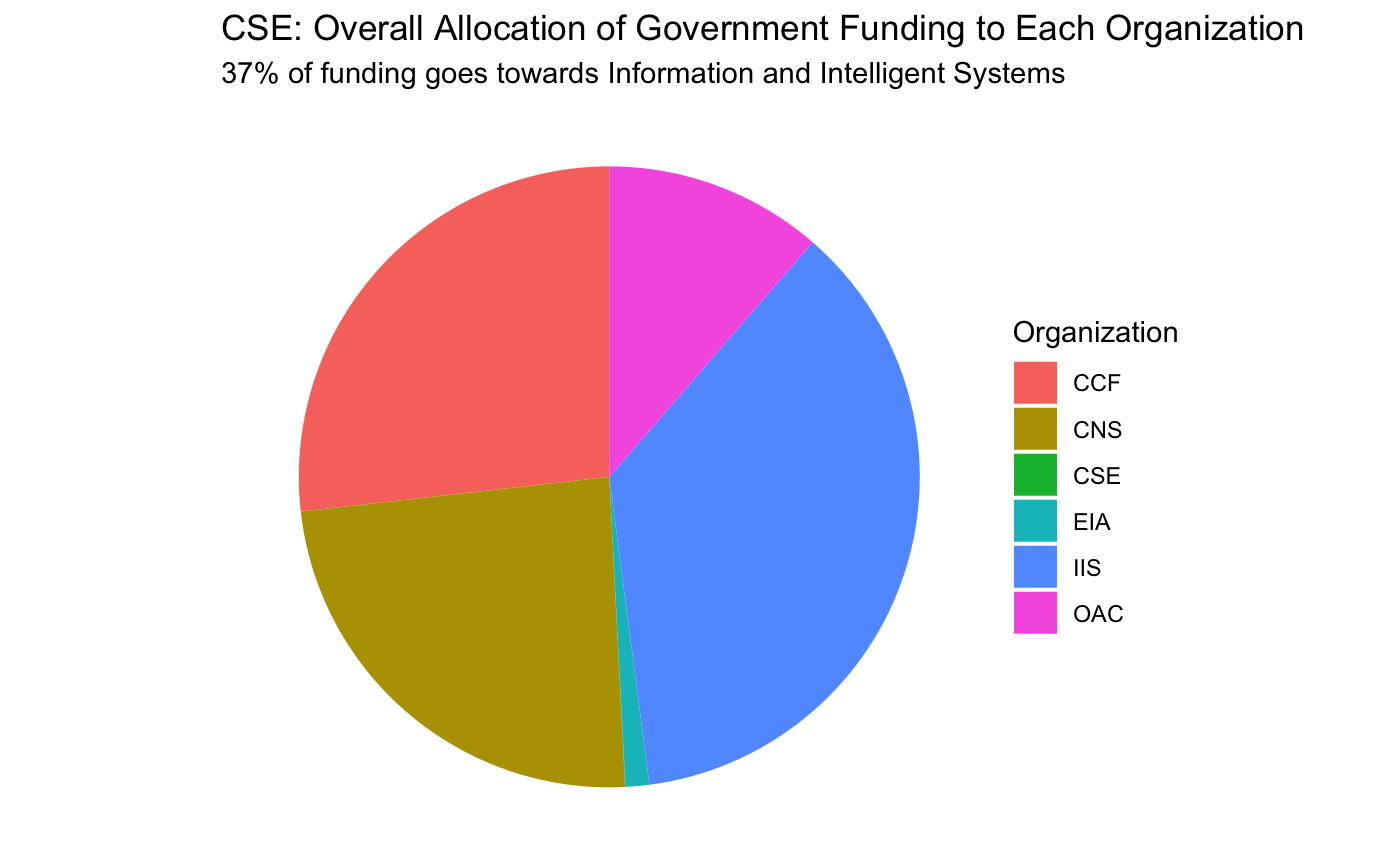 CSE: Overall Allocation of Government Funding to Each Organization
37% of funding goes towards Information and Intelligent Systems
Organization
CCF
CNS
CSE
EIA
IIS
OAC